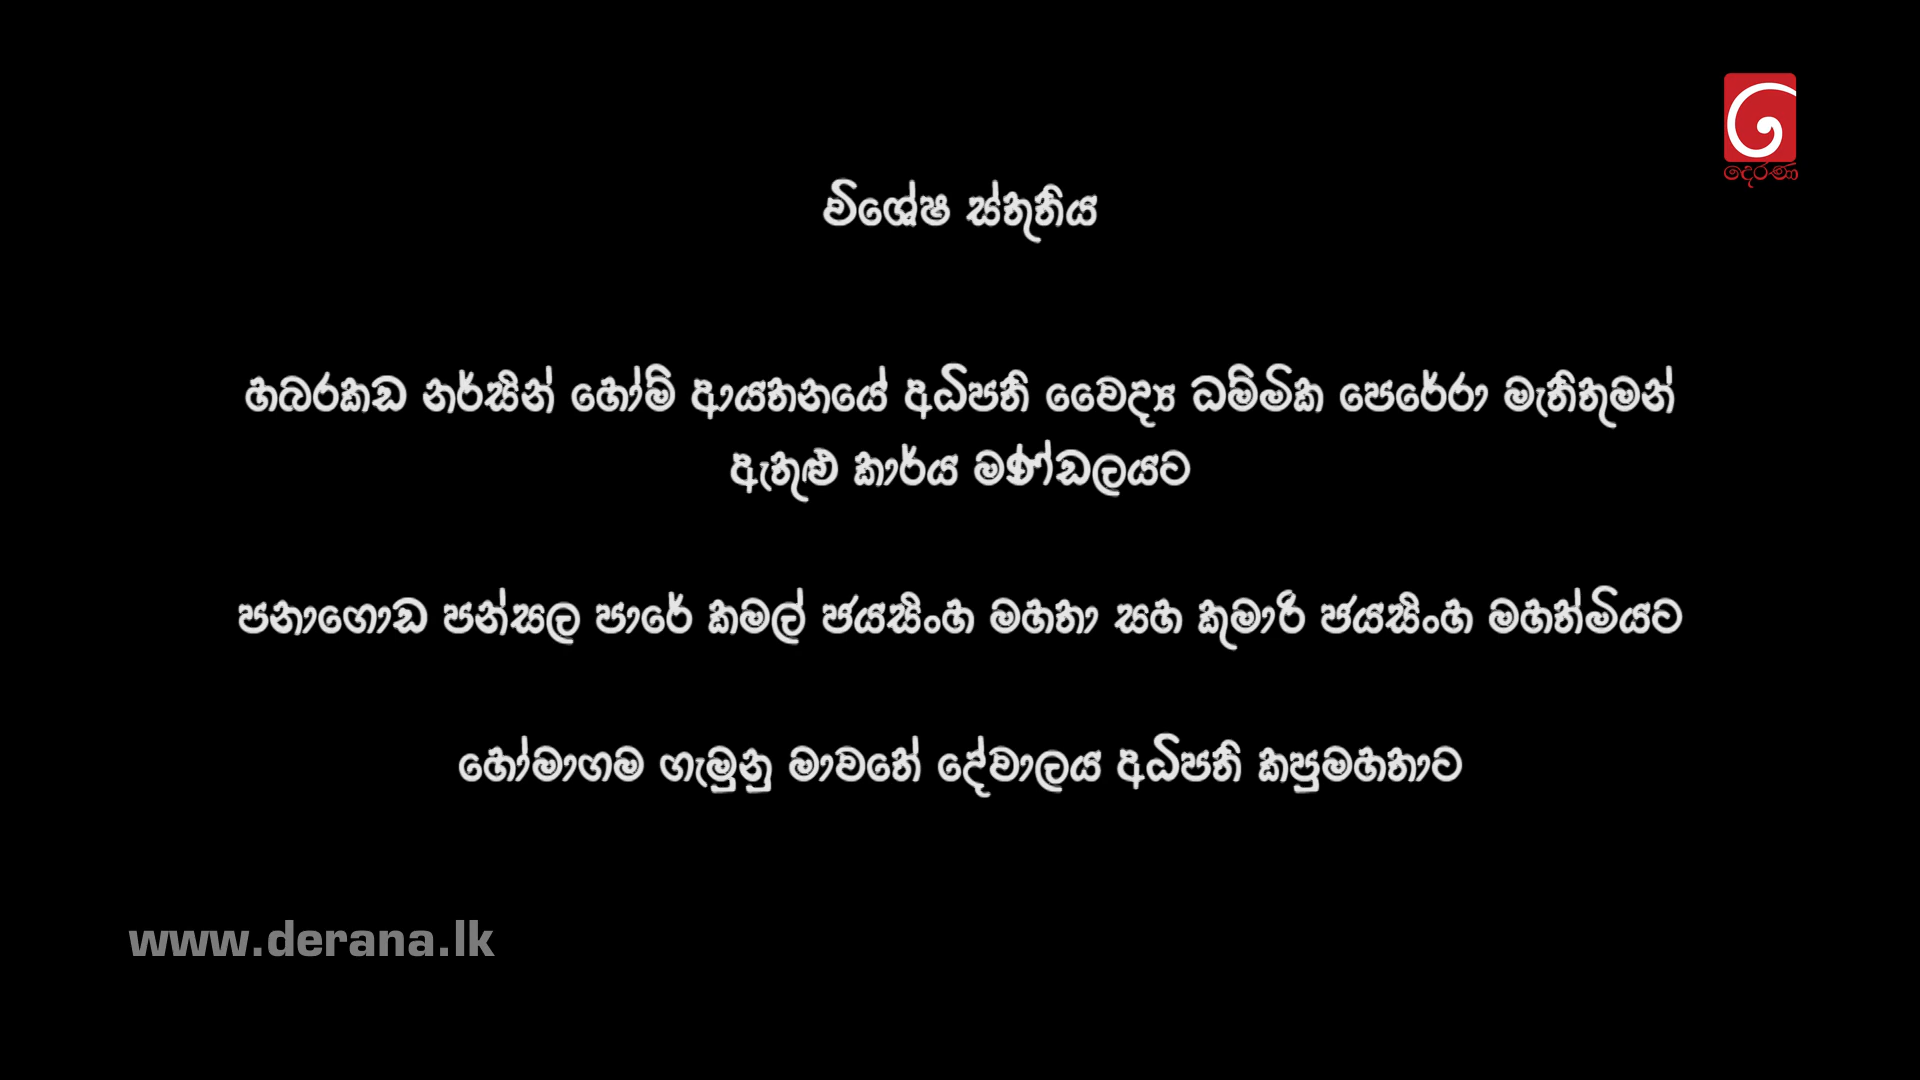 දෙරණ
විශේෂ ස්තුතිය
හබරකඩ නර්සින් හෝම් ආයතනයේ අධිපති වෛද්‍ය ධම්මික පෙරේරා මැතිතුමන්
ඇතුළු කාර්ය මණ්ඩලයට
පනාගොඩ පන්සල පාරේ කමල් ජයසිංහ මහතා සහ කුමාරි ජයසිංහ මහත්මියට
හෝමාගම ගැමුනු මාවතේ දේවාලය අධිපති කපුමහතාට
www.derana.lk